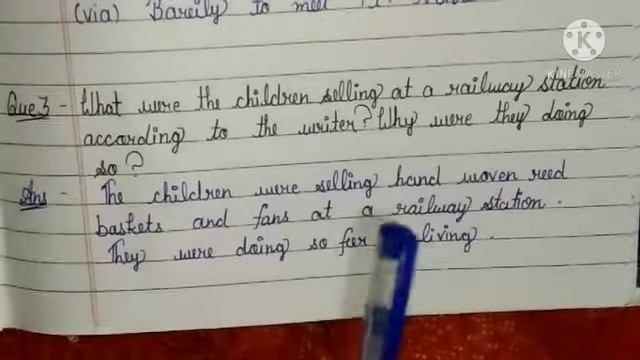 (via) Bareily to meet
KINEMASTER
Que 3 - What were the children selling at a railway station
according to the writer? Why were they doing
so?
Ans - The children were selling hand woven reed
baskets and fans at a railway station.
They were doing so for living.